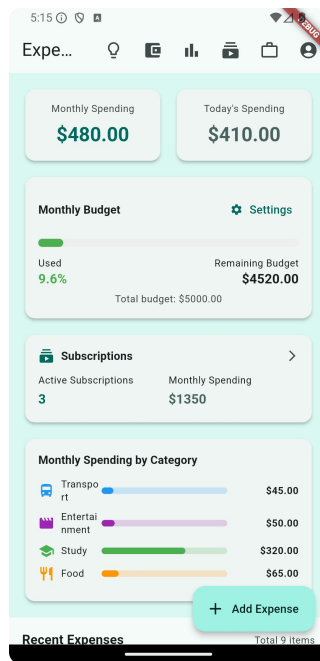 5:15
DEBUG
Expe...
Monthly Spending
$480.00
Today's Spending
$410.00
Monthly Budget
Settings
Used
Remaining Budget
9.6%
$4520.00
Total budget: $5000.00
Subscriptions
Active Subscriptions
Monthly Spending
3
$1350
Monthly Spending by Category
Transpo
rt
$45.00
Entertai
nment
$50.00
Study
$320.00
Food
$65.00
+ Add Expense
Recent Expenses
Total 9 items